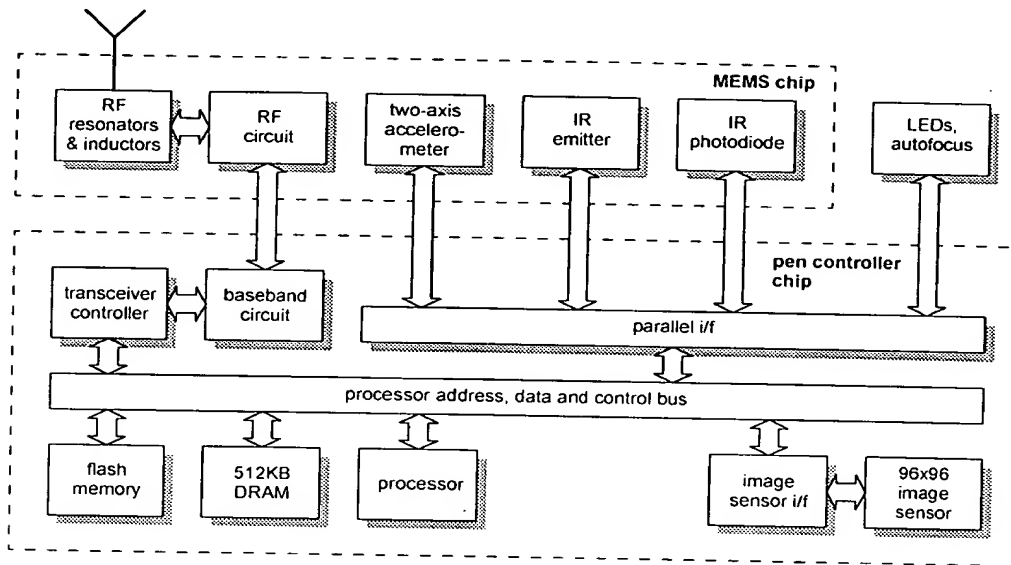 MEMS chip
RF
resonators
& inductors
RF
circuit
two-axis
accelero-
meter
IR
emitter
IR
photodiode
LEDs,
autofocus
pen controller
chip
transceiver
controller
baseband
circuit
parallel i/f
processor address, data and control bus
flash
memory
512KB
DRAM
processor
image
sensor i/f
96x96
image
sensor